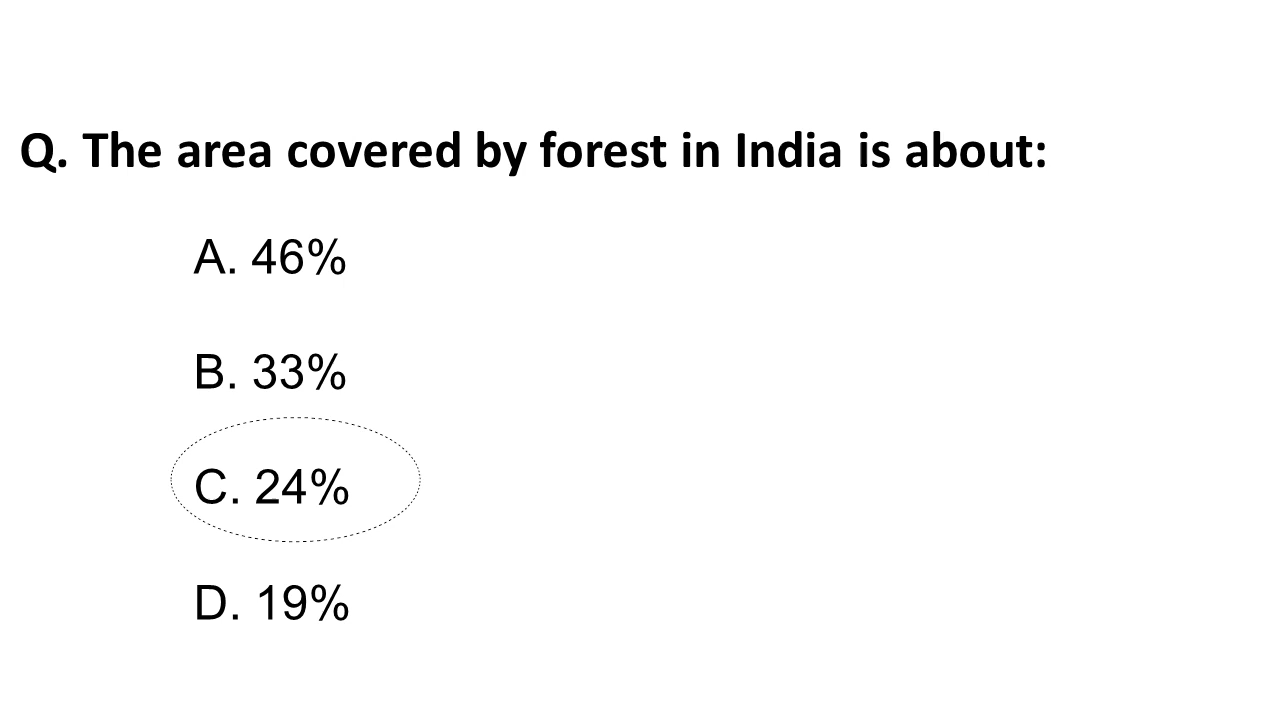 Q. The area covered by forest in India is about:
A. 46%
B. 33%
C. 24%
D. 19%